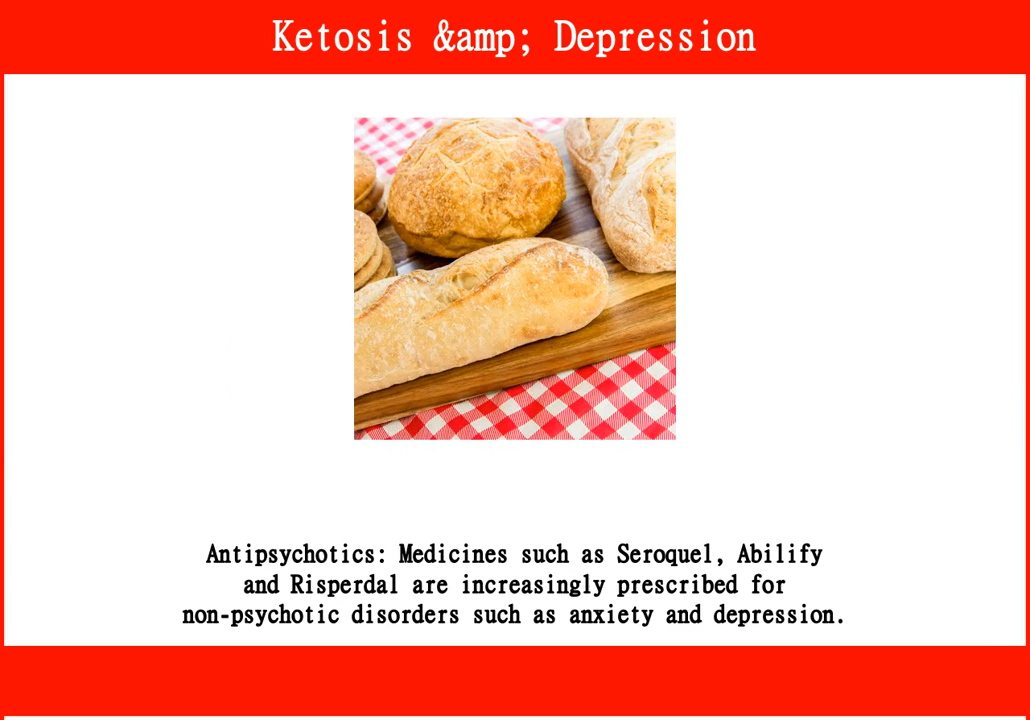 Ketosis &amp; Depression
Antipsychotics: Medicines such as Seroquel, Abilify
and Risperdal are increasingly prescribed for
non-psychotic disorders such as anxiety and depression.